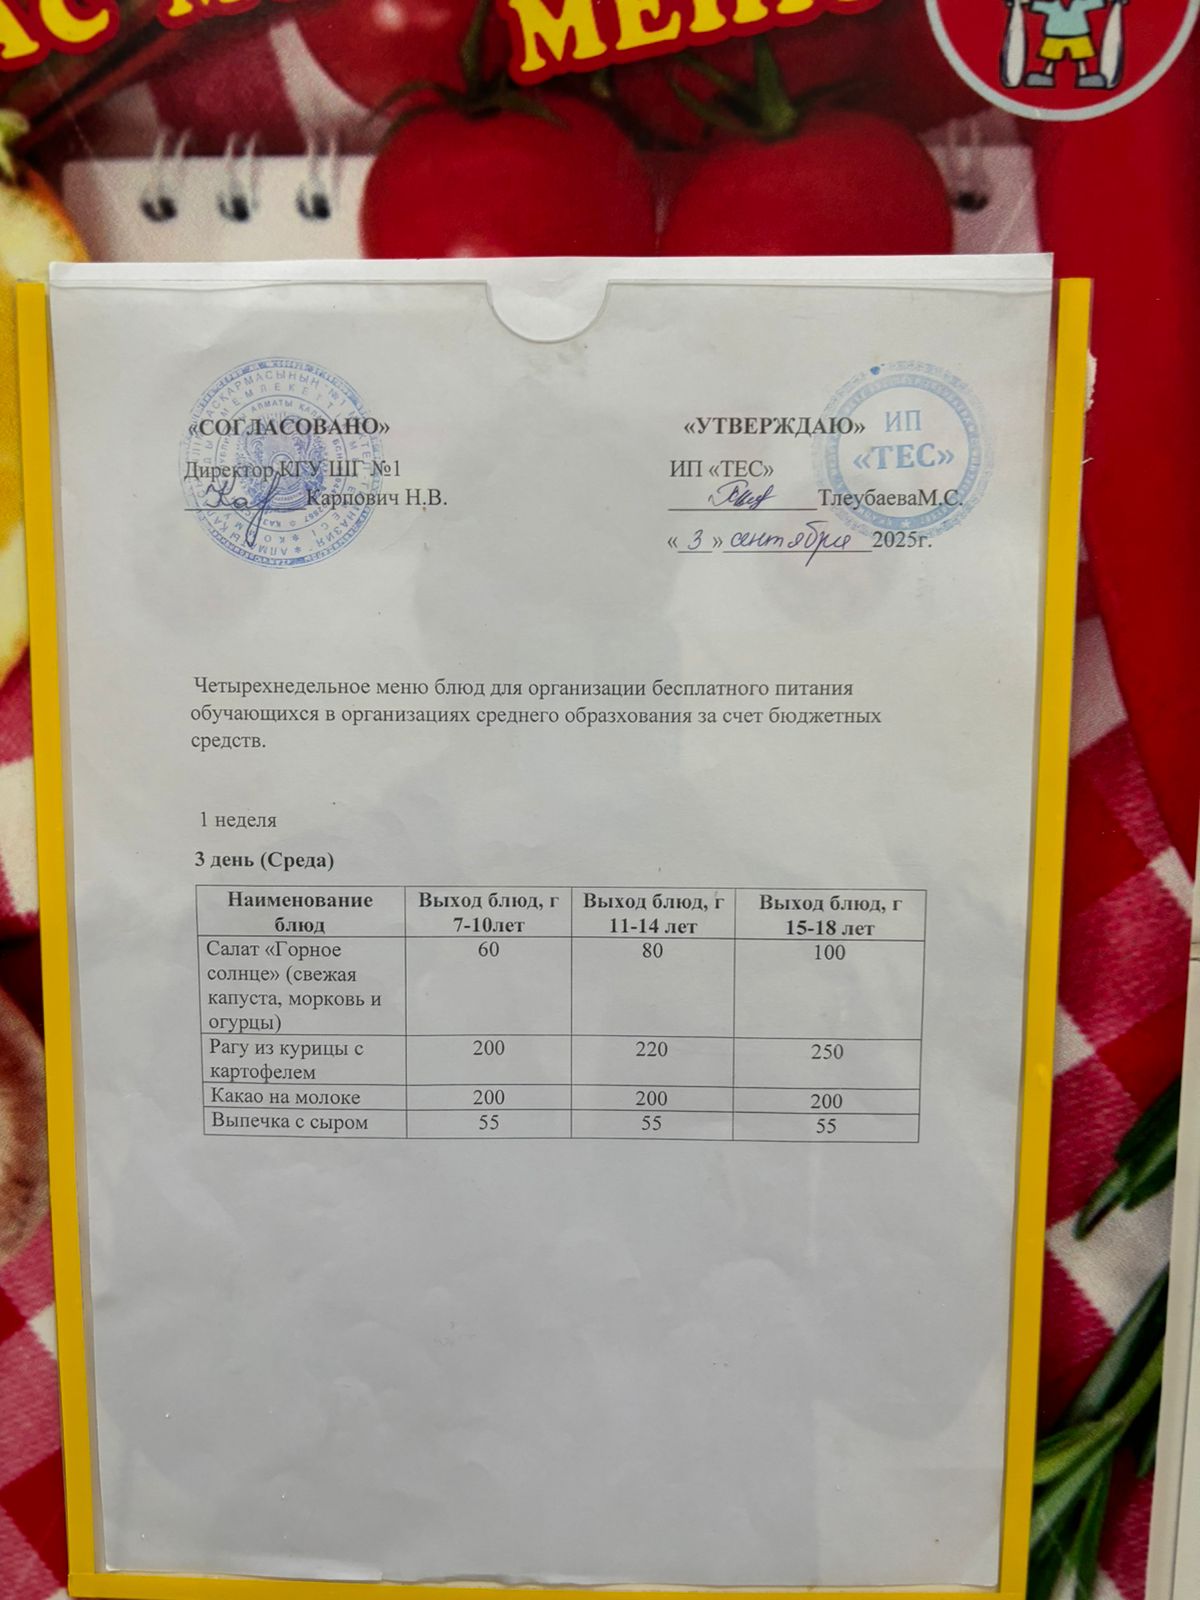 МЕНЮ
«СОГЛАСОВАНО»
Директор КГУ ШГ №1
Карпович Н.В.
«УТВЕРЖДАЮ»
ИП «ТЕС»
ТлеубаеваМ.С.
« 3 » сентября 2025г.
ИП
«ТЕС»
Четырехнедельное меню блюд для организации бесплатного питания
обучающихся в организациях среднего образхования за счет бюджетных
средств.
1 неделя
3 день (Среда)
Наименование блюд Выход блюд, г 7-10лет Выход блюд, г 11-14 лет Выход блюд, г 15-18 лет
Салат «Горное солнце» (свежая капуста, морковь и огурцы) 60 80 100
Рагу из курицы с картофелем 200 220 250
Какао на молоке 200 200 200
Выпечка с сыром 55 55 55